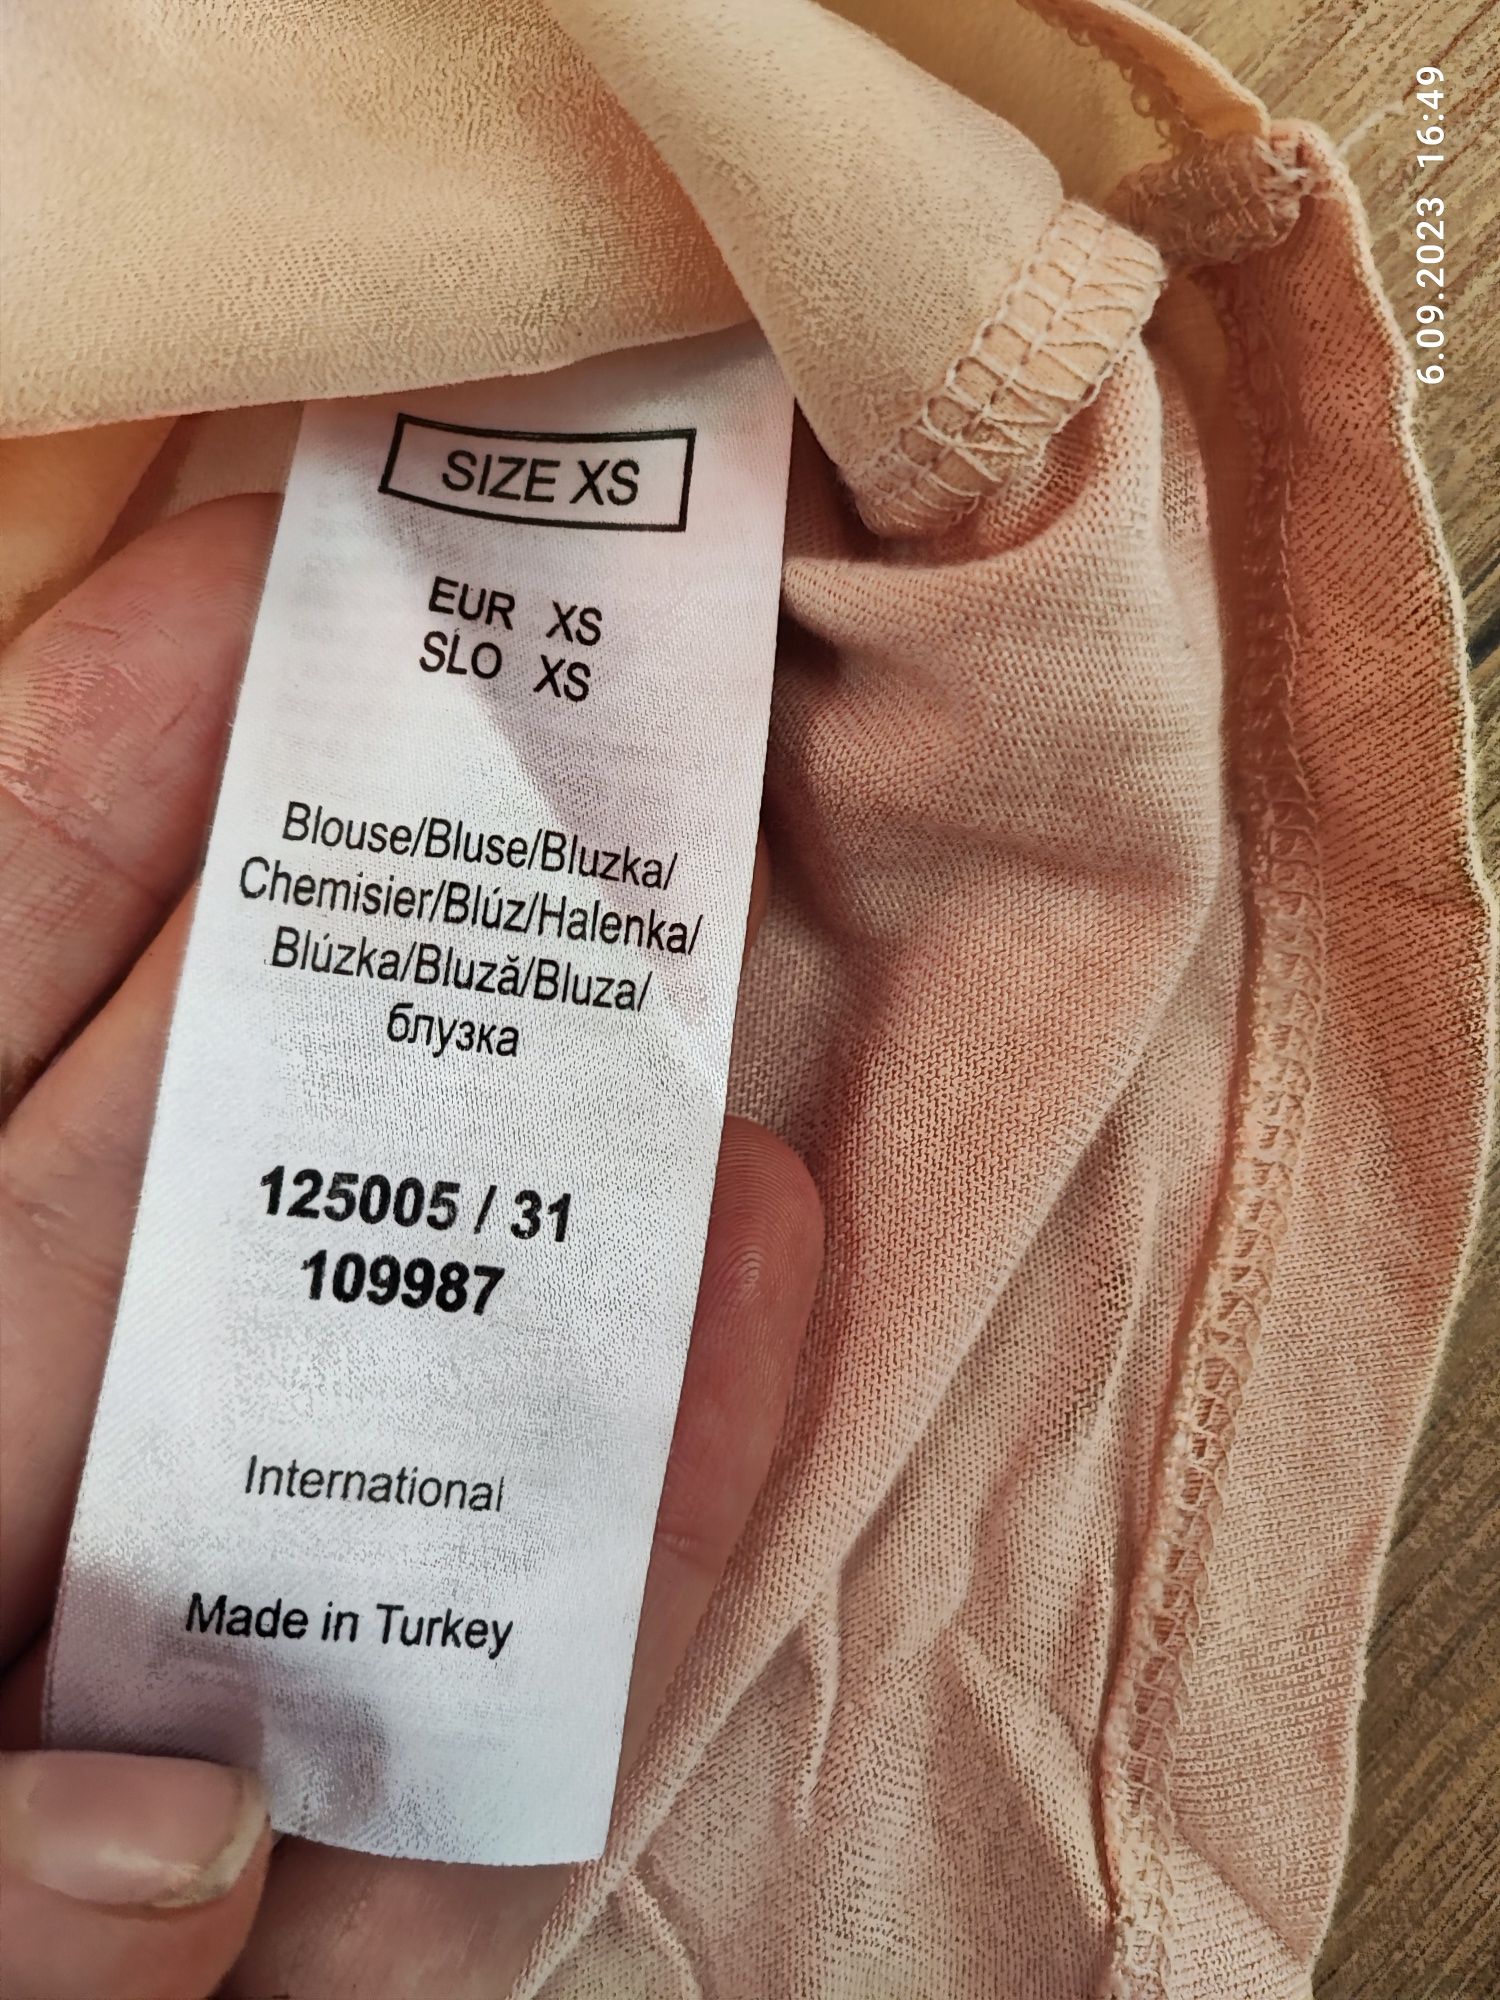 SIZE XS
EUR XS
SLO XS
Blouse/Bluse/Bluzka/
Chemisier/Blúz/Halenka/
Blúzka/Bluză/Bluza/
блузка
125005 / 31
109987
International
Made in Turkey
6.09.2023 16:49